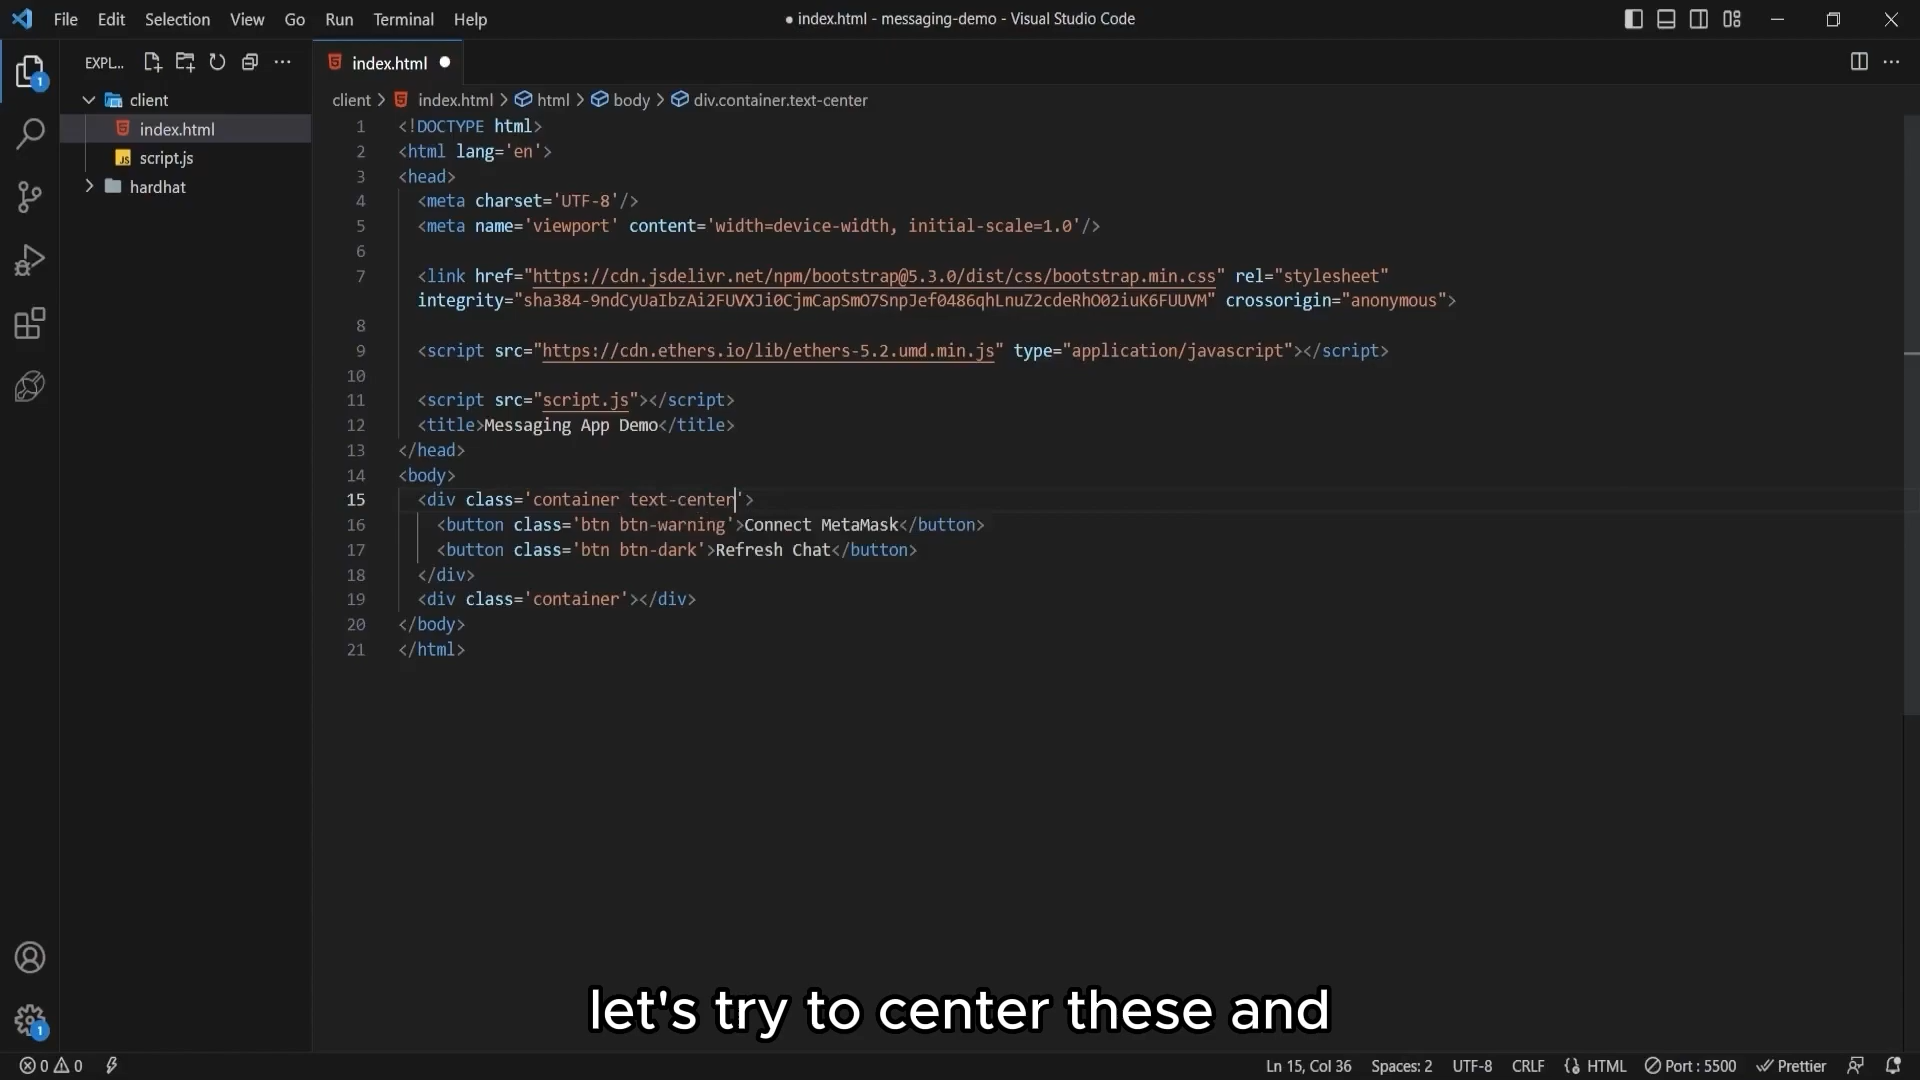 File Edit Selection View Go Run Terminal Help
● index.html - messaging-demo - Visual Studio Code
EXPL...
index.html
client
index.html
script.js
hardhat
client > index.html > html > body > div.container.text-center
1 <!DOCTYPE html>
2 <html lang='en'>
3 <head>
4 <meta charset='UTF-8'/>
5 <meta name='viewport' content='width=device-width, initial-scale=1.0'/>
6
7 <link href="https://cdn.jsdelivr.net/npm/bootstrap@5.3.0/dist/css/bootstrap.min.css" rel="stylesheet"
integrity="sha384-9ndCyUaIbzAi2FUVXJi0CjmCapSmO7SnpJef0486qhLnuZ2cdeRhO02iuK6FUUVM" crossorigin="anonymous">
8
9 <script src="https://cdn.ethers.io/lib/ethers-5.2.umd.min.js" type="application/javascript"></script>
10
11 <script src="script.js"></script>
12 <title>Messaging App Demo</title>
13 </head>
14 <body>
15 <div class='container text-center'>
16 <button class='btn btn-warning'>Connect MetaMask</button>
17 <button class='btn btn-dark'>Refresh Chat</button>
18 </div>
19 <div class='container'></div>
20 </body>
21 </html>
1
JS
1
let's try to center these and
0 0
Ln 15, Col 36 Spaces: 2 UTF-8 CRLF {} HTML Port : 5500 Prettier